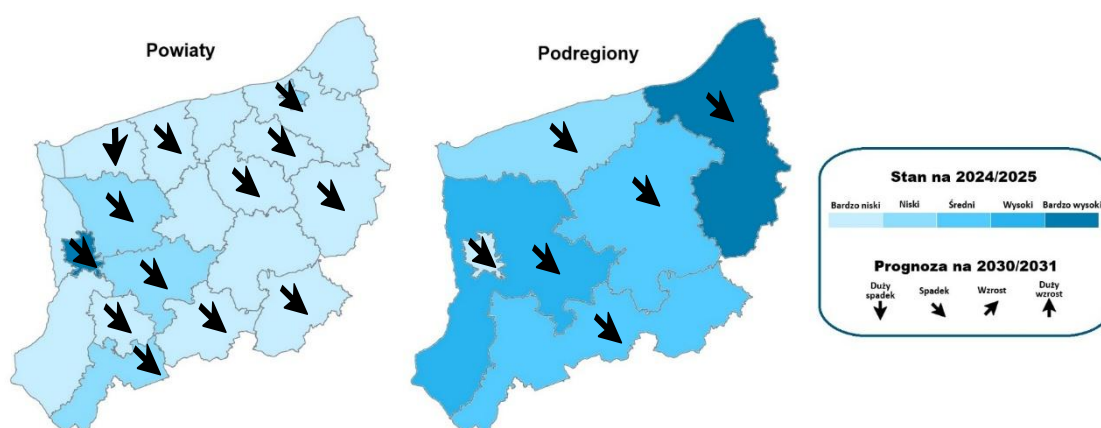 Powiaty
Podregiony
Stan na 2024/2025
Bardzo niski Niski Średni Wysoki Bardzo wysoki
Prognoza na 2030/2031
Duży spadek
Spadek
Wzrost
Duży wzrost